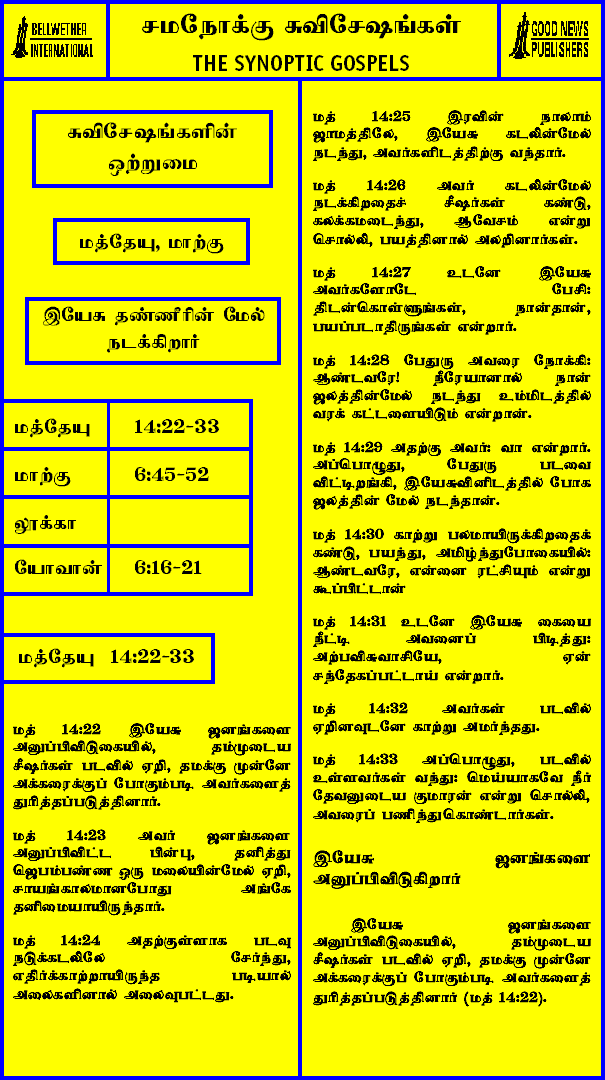 BELLWETHER
INTERNATIONAL
சமநோக்கு சுவிசேஷங்கள்
THE SYNOPTIC GOSPELS
GOOD NEWS
PUBLISHERS
சுவிசேஷங்களின்
ஒற்றுமை
மத்தேயு, மாற்கு
இயேசு தண்ணீரின் மேல்
நடக்கிறார்
மத்தேயு 14:22-33
மாற்கு 6:45-52
லூக்கா
யோவான் 6:16-21
மத்தேயு 14:22-33
மத் 14:22 இயேசு ஜனங்களை
அனுப்பிவிடுகையில், தம்முடைய
சீஷர்கள் படவில் ஏறி, தமக்கு முன்னே
அக்கரைக்குப் போகும்படி அவர்களைத்
துரிதப்படுத்தினார்.
மத் 14:23 அவர் ஜனங்களை
அனுப்பிவிட்ட பின்பு, தனித்து
ஜெபம்பண்ண ஒரு மலையின்மேல் ஏறி,
சாயங்காலமானபோது அங்கே
தனிமையாயிருந்தார்.
மத் 14:24 அதற்குள்ளாக படவு
நடுக்கடலிலே சேர்ந்து,
எதிர்க்காற்றாயிருந்த படியால்
அலைகளினால் அலைவுபட்டது.
மத் 14:25 இரவின் நாலாம்
ஜாமத்திலே, இயேசு கடலின்மேல்
நடந்து, அவர்களிடத்திற்கு வந்தார்.
மத் 14:26 அவர் கடலின்மேல்
நடக்கிறதைச் சீஷர்கள் கண்டு,
கலக்கமடைந்து, ஆவேசம் என்று
சொல்லி, பயத்தினால் அலறினார்கள்.
மத் 14:27 உடனே இயேசு
அவர்களோடே பேசி:
திடன்கொள்ளுங்கள், நான்தான்,
பயப்படாதிருங்கள் என்றார்.
மத் 14:28 பேதுரு அவரை நோக்கி:
ஆண்டவரே! நீரேயானால் நான்
ஜலத்தின்மேல் நடந்து உம்மிடத்தில்
வரக் கட்டளையிடும் என்றான்.
மத் 14:29 அதற்கு அவர்: வா என்றார்.
அப்பொழுது, பேதுரு படவை
விட்டிறங்கி, இயேசுவினிடத்தில் போக
ஜலத்தின் மேல் நடந்தான்.
மத் 14:30 காற்று பலமாயிருக்கிறதைக்
கண்டு, பயந்து, அமிழ்ந்துபோகையில்:
ஆண்டவரே, என்னை ரட்சியும் என்று
கூப்பிட்டான்
மத் 14:31 உடனே இயேசு கையை
நீட்டி அவனைப் பிடித்து:
அற்பவிசுவாசியே, ஏன்
சந்தேகப்பட்டாய் என்றார்.
மத் 14:32 அவர்கள் படவில்
ஏறினவுடனே காற்று அமர்ந்தது.
மத் 14:33 அப்பொழுது, படவில்
உள்ளவர்கள் வந்து: மெய்யாகவே நீர்
தேவனுடைய குமாரன் என்று சொல்லி,
அவரைப் பணிந்துகொண்டார்கள்.
இயேசு ஜனங்களை
அனுப்பிவிடுகிறார்
இயேசு ஜனங்களை
அனுப்பிவிடுகையில், தம்முடைய
சீஷர்கள் படவில் ஏறி, தமக்கு முன்னே
அக்கரைக்குப் போகும்படி அவர்களைத்
துரிதப்படுத்தினார் (மத் 14:22).